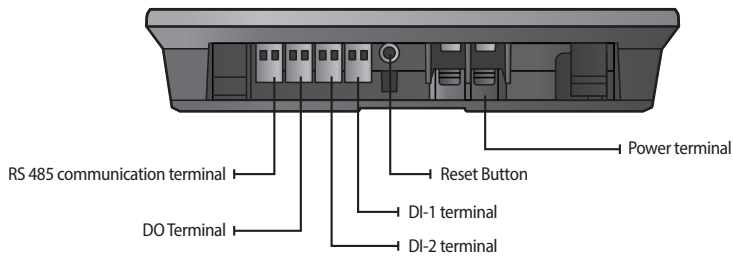 Power terminal
RS 485 communication terminal
Reset Button
DI-1 terminal
DO Terminal
DI-2 terminal